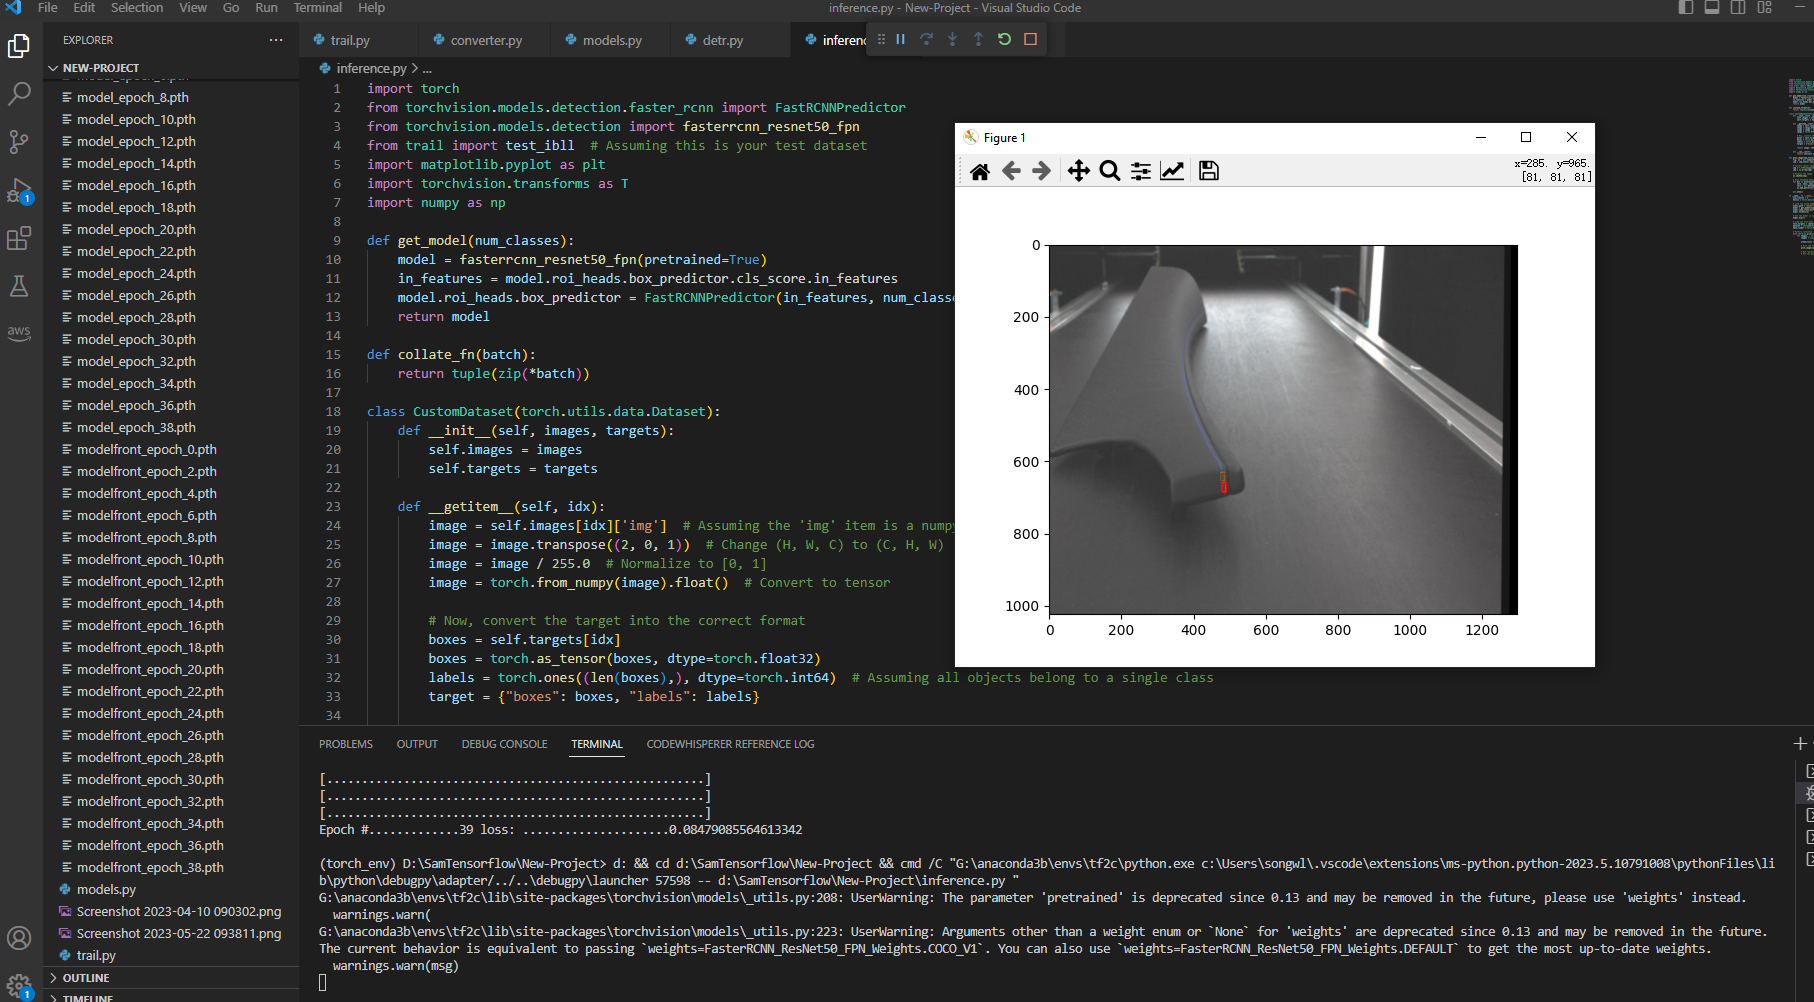 File Edit Selection View Go Run Terminal Help
inference.py - New-Project - Visual Studio Code
EXPLORER
NEW-PROJECT
model_epoch_8.pth
model_epoch_10.pth
model_epoch_12.pth
model_epoch_14.pth
model_epoch_16.pth
model_epoch_18.pth
model_epoch_20.pth
model_epoch_22.pth
model_epoch_24.pth
model_epoch_26.pth
model_epoch_28.pth
model_epoch_30.pth
model_epoch_32.pth
model_epoch_34.pth
model_epoch_36.pth
model_epoch_38.pth
modelfront_epoch_0.pth
modelfront_epoch_2.pth
modelfront_epoch_4.pth
modelfront_epoch_6.pth
modelfront_epoch_8.pth
modelfront_epoch_10.pth
modelfront_epoch_12.pth
modelfront_epoch_14.pth
modelfront_epoch_16.pth
modelfront_epoch_18.pth
modelfront_epoch_20.pth
modelfront_epoch_22.pth
modelfront_epoch_24.pth
modelfront_epoch_26.pth
modelfront_epoch_28.pth
modelfront_epoch_30.pth
modelfront_epoch_32.pth
modelfront_epoch_34.pth
modelfront_epoch_36.pth
modelfront_epoch_38.pth
models.py
Screenshot 2023-04-10 090302.png
Screenshot 2023-05-22 093811.png
trail.py
OUTLINE
TIMELINE
aws
1
1
trail.py converter.py models.py detr.py inferenc
inference.py > ...
1 import torch
2 from torchvision.models.detection.faster_rcnn import FastRCNNPredictor
3 from torchvision.models.detection import fasterrcnn_resnet50_fpn
4 from trail import test_ibll # Assuming this is your test dataset
5 import matplotlib.pyplot as plt
6 import torchvision.transforms as T
7 import numpy as np
8
9 def get_model(num_classes):
10 model = fasterrcnn_resnet50_fpn(pretrained=True)
11 in_features = model.roi_heads.box_predictor.cls_score.in_features
12 model.roi_heads.box_predictor = FastRCNNPredictor(in_features, num_classe
13 return model
14
15 def collate_fn(batch):
16 return tuple(zip(*batch))
17
18 class CustomDataset(torch.utils.data.Dataset):
19 def __init__(self, images, targets):
20 self.images = images
21 self.targets = targets
22
23 def __getitem__(self, idx):
24 image = self.images[idx]['img'] # Assuming the 'img' item is a nump
25 image = image.transpose((2, 0, 1)) # Change (H, W, C) to (C, H, W)
26 image = image / 255.0 # Normalize to [0, 1]
27 image = torch.from_numpy(image).float() # Convert to tensor
28
29 # Now, convert the target into the correct format
30 boxes = self.targets[idx]
31 boxes = torch.as_tensor(boxes, dtype=torch.float32)
32 labels = torch.ones((len(boxes),), dtype=torch.int64) # Assuming all objects belong to a single class
33 target = {"boxes": boxes, "labels": labels}
34
Figure 1
x=285. y=965.
[81, 81, 81]
0
200
400
600
800
1000
0 200 400 600 800 1000 1200
PROBLEMS OUTPUT DEBUG CONSOLE TERMINAL CODEWHISPERER REFERENCE LOG
[......................................................]
[......................................................]
[......................................................]
Epoch #.............39 loss: .....................0.08479085564613342
(torch_env) D:\SamTensorflow\New-Project> d: && cd d:\SamTensorflow\New-Project && cmd /C "G:\anaconda3b\envs\tf2c\python.exe c:\Users\songwl\.vscode\extensions\ms-python.python-2023.5.10791008\pythonFiles\li
b\python\debugpy\adapter/../..\debugpy\launcher 57598 -- d:\SamTensorflow\New-Project\inference.py "
G:\anaconda3b\envs\tf2c\lib\site-packages\torchvision\models\_utils.py:208: UserWarning: The parameter 'pretrained' is deprecated since 0.13 and may be removed in the future, please use 'weights' instead.
warnings.warn(
G:\anaconda3b\envs\tf2c\lib\site-packages\torchvision\models\_utils.py:223: UserWarning: Arguments other than a weight enum or `None` for 'weights' are deprecated since 0.13 and may be removed in the future.
The current behavior is equivalent to passing `weights=FasterRCNN_ResNet50_FPN_Weights.COCO_V1`. You can also use `weights=FasterRCNN_ResNet50_FPN_Weights.DEFAULT` to get the most up-to-date weights.
warnings.warn(msg)